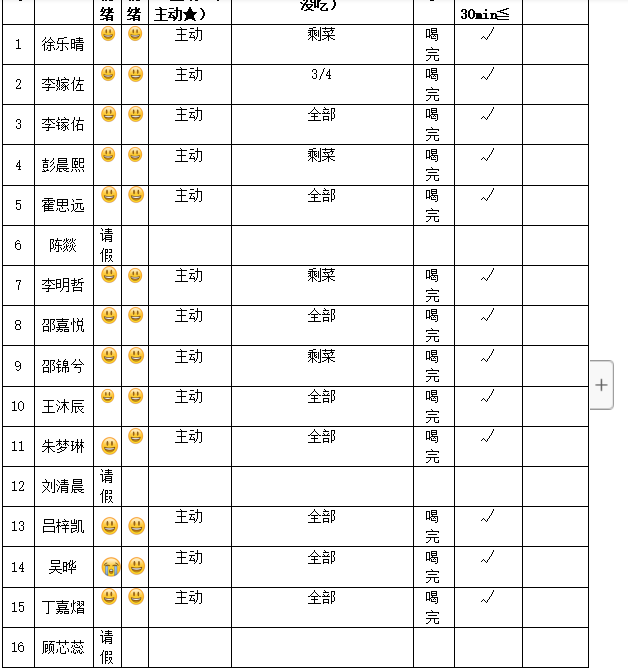 绪 绪 主动★） 没吃） 30min≦
1 徐乐晴 主动 剩菜 喝完 √
2 李嫁佐 主动 3/4 喝完 √
3 李镓佑 主动 全部 喝完 √
4 彭晨熙 主动 剩菜 喝完 √
5 霍思远 主动 全部 喝完 √
6 陈燚 请假
7 李明哲 主动 剩菜 喝完 √
8 邵嘉悦 主动 全部 喝完 √
9 邵锦兮 主动 剩菜 喝完 √
10 王沐辰 主动 全部 喝完 √
11 朱梦琳 主动 全部 喝完 √
12 刘清晨 请假
13 吕梓凯 主动 全部 喝完 √
14 吴晔 主动 全部 喝完 √
15 丁嘉熠 主动 全部 喝完 √
16 顾芯蕊 请假